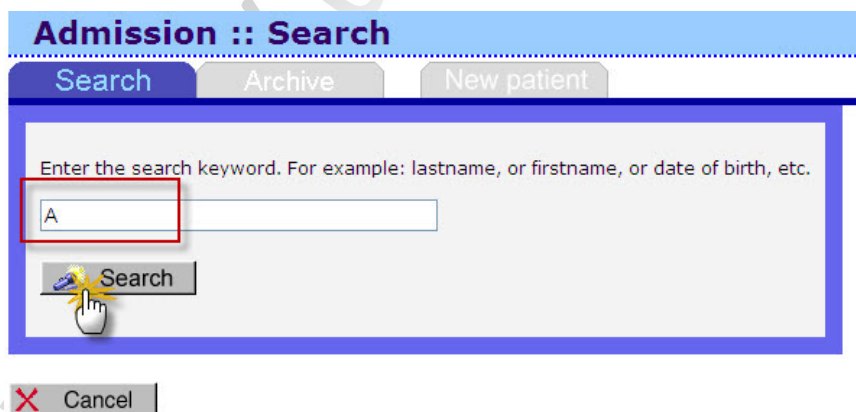 Admission :: Search
Search Archive New patient
Enter the search keyword. For example: lastname, or firstname, or date of birth, etc.
A
Search
Cancel